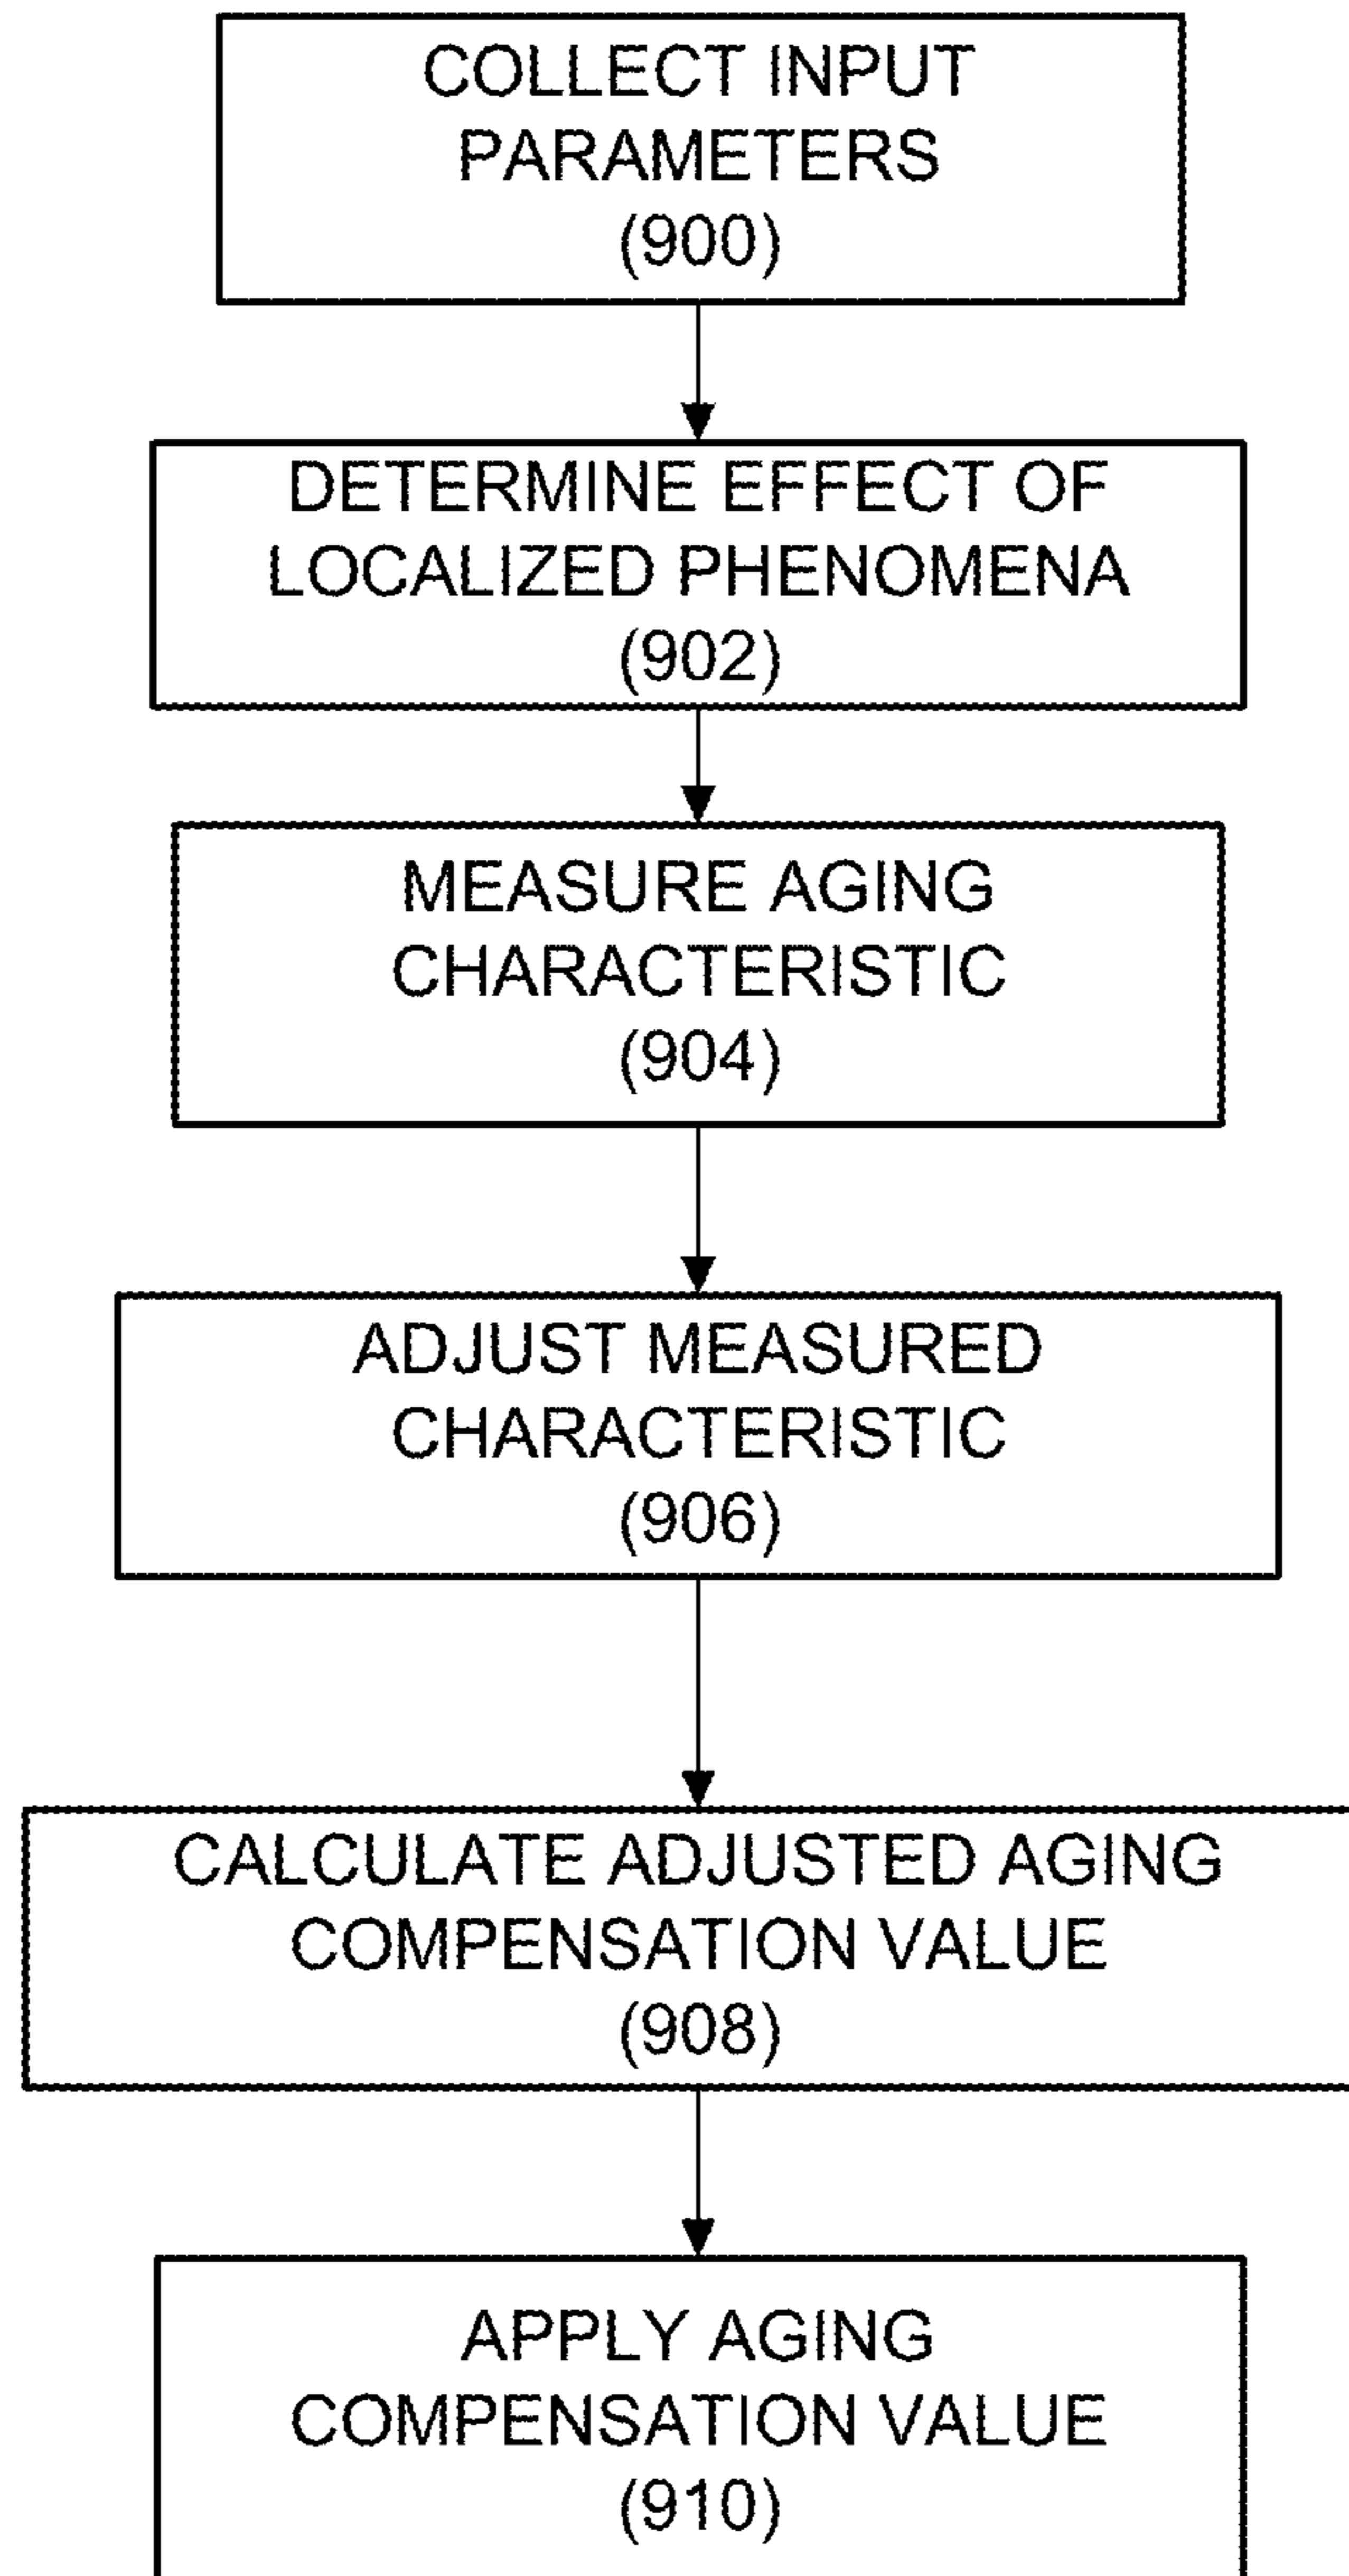 COLLECT INPUT
PARAMETERS
(900)
DETERMINE EFFECT OF
LOCALIZED PHENOMENA
(902)
MEASURE AGING
CHARACTERISTIC
(904)
ADJUST MEASURED
CHARACTERISTIC
(906)
CALCULATE ADJUSTED AGING
COMPENSATION VALUE
(908)
APPLY AGING
COMPENSATION VALUE
(910)